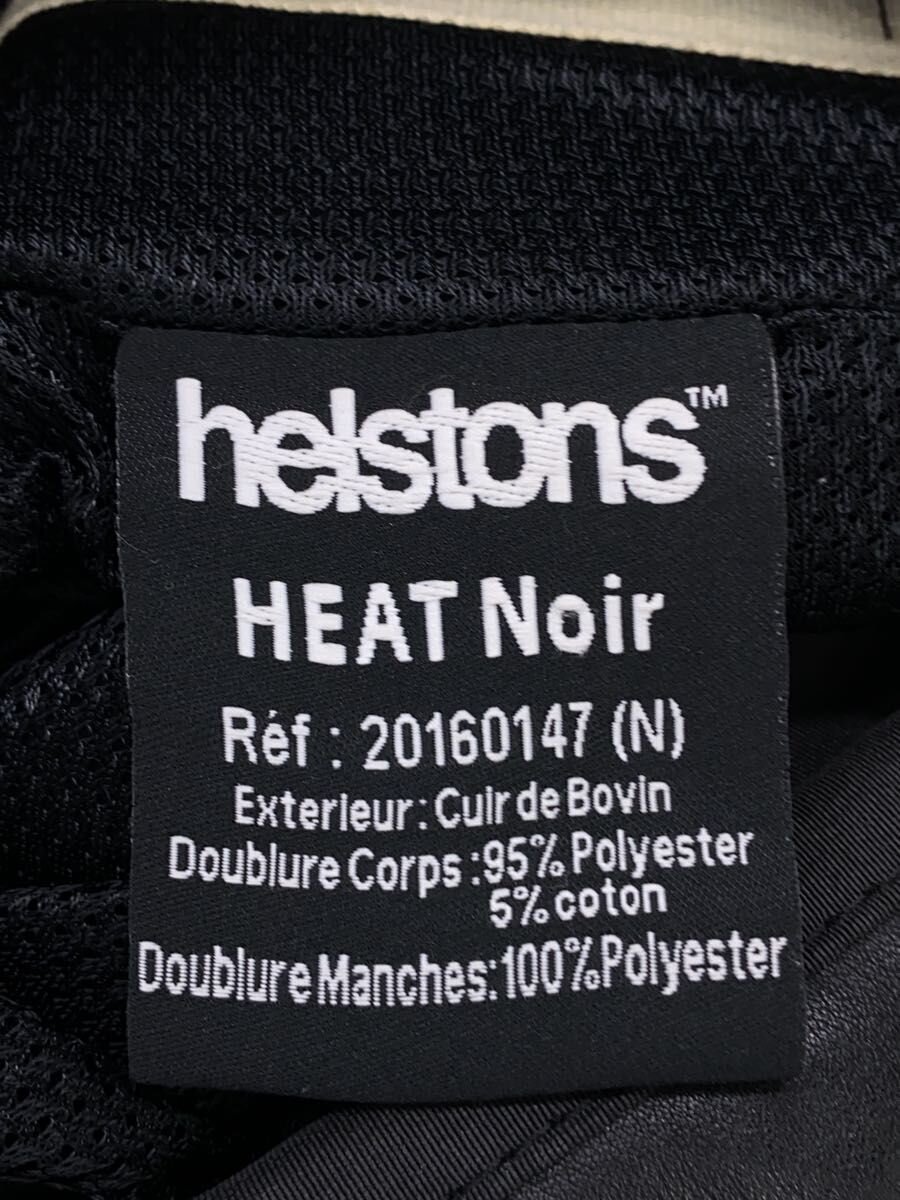 helstons™
HEAT Noir
Réf : 20160147 (N)
Exterieur : Cuir de Bovin
Doublure Corps : 95% Polyester
5% coton
Doublure Manches: 100% Polyester